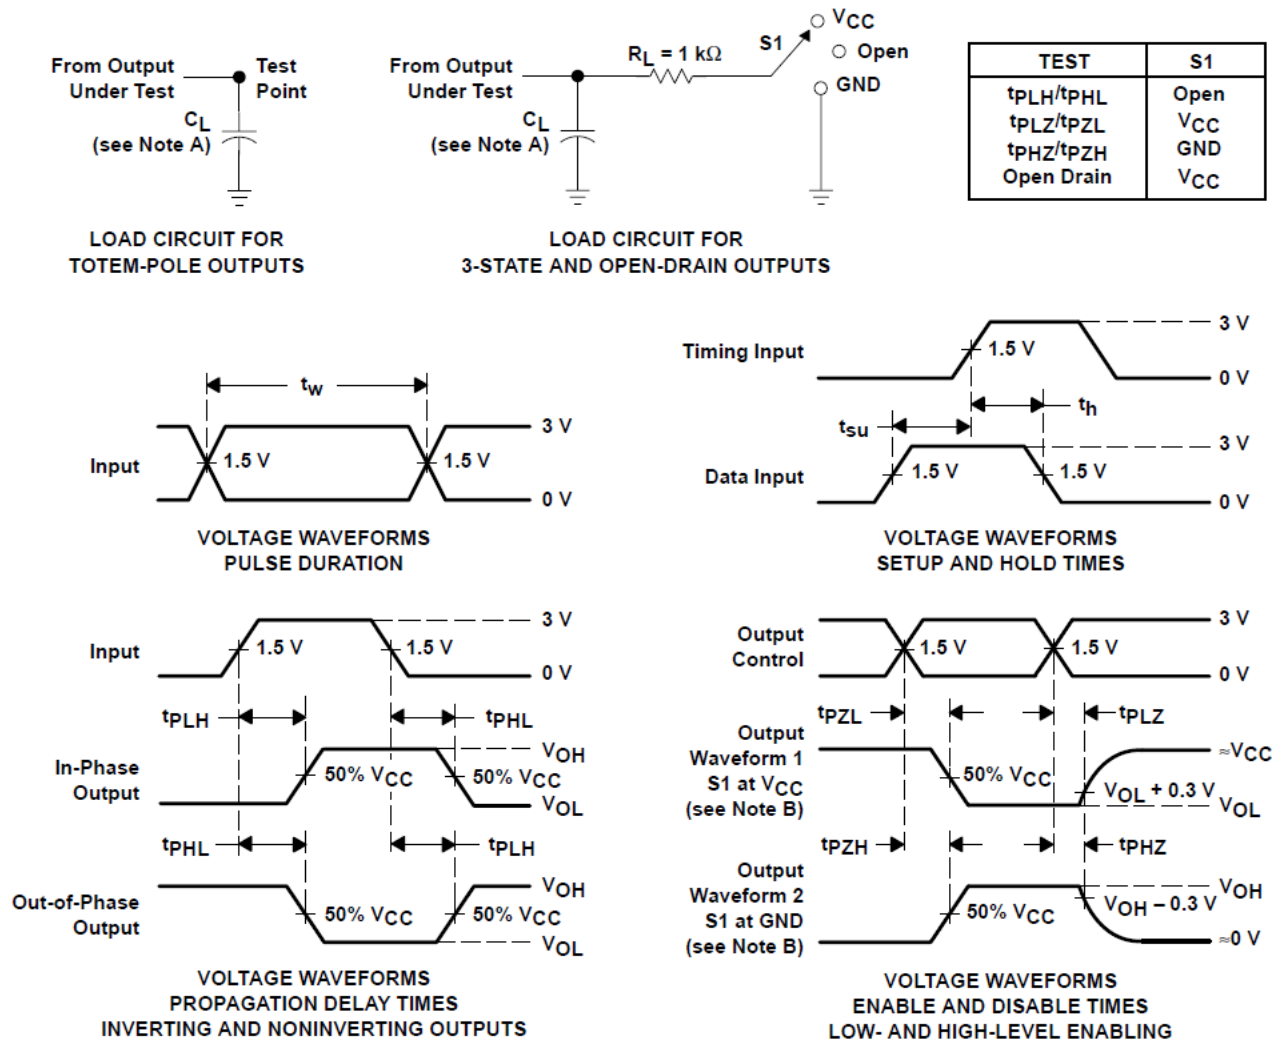 From Output
Under Test
Test
Point
CL
(see Note A)
LOAD CIRCUIT FOR
TOTEM-POLE OUTPUTS
From Output
Under Test
RL = 1 kΩ
S1
VCC
Open
GND
CL
(see Note A)
LOAD CIRCUIT FOR
3-STATE AND OPEN-DRAIN OUTPUTS
TEST S1
tPLH/tPHL Open
tPLZ/tPZL VCC
tPHZ/tPZH GND
Open Drain VCC
tw
Input
1.5 V
1.5 V
3 V
0 V
VOLTAGE WAVEFORMS
PULSE DURATION
Timing Input
1.5 V
3 V
0 V
th
tsu
Data Input
1.5 V
1.5 V
3 V
0 V
VOLTAGE WAVEFORMS
SETUP AND HOLD TIMES
Input
1.5 V
1.5 V
3 V
0 V
tPLH
tPHL
In-Phase
Output
50% VCC
50% VCC
VOH
VOL
tPHL
tPLH
Out-of-Phase
Output
50% VCC
50% VCC
VOH
VOL
VOLTAGE WAVEFORMS
PROPAGATION DELAY TIMES
INVERTING AND NONINVERTING OUTPUTS
Output
Control
1.5 V
1.5 V
3 V
0 V
tPZL
tPLZ
Output
Waveform 1
S1 at VCC
(see Note B)
50% VCC
VOL + 0.3 V
≈VCC
VOL
tPZH
tPHZ
Output
Waveform 2
S1 at GND
(see Note B)
50% VCC
VOH − 0.3 V
VOH
≈0 V
VOLTAGE WAVEFORMS
ENABLE AND DISABLE TIMES
LOW- AND HIGH-LEVEL ENABLING